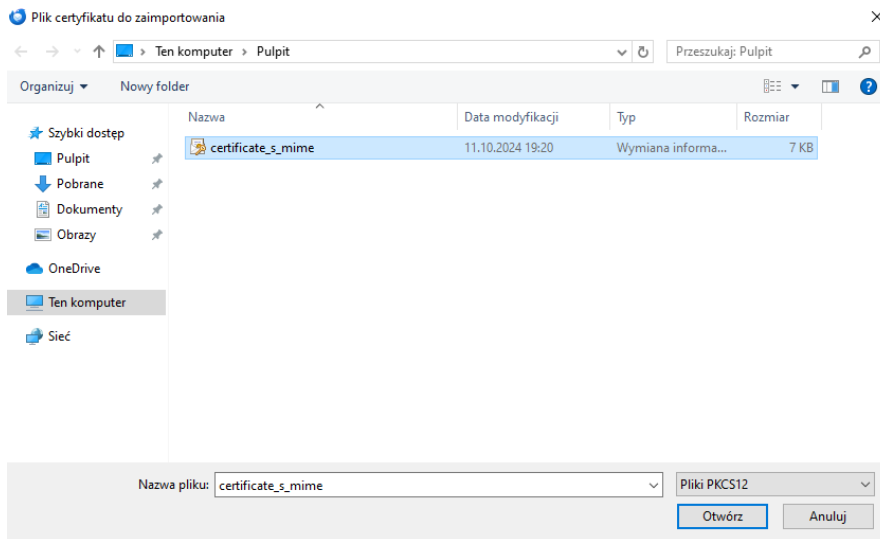 Plik certyfikatu do zaimportowania
Ten komputer > Pulpit
Przeszukaj: Pulpit
Organizuj Nowy folder
Nazwa Data modyfikacji Typ Rozmiar
certificate_s_mime 11.10.2024 19:20 Wymiana informa... 7 KB
Szybki dostęp
Pulpit
Pobrane
Dokumenty
Obrazy
OneDrive
Ten komputer
Sieć
Nazwa pliku: certificate_s_mime Pliki PKCS12
Otwórz Anuluj